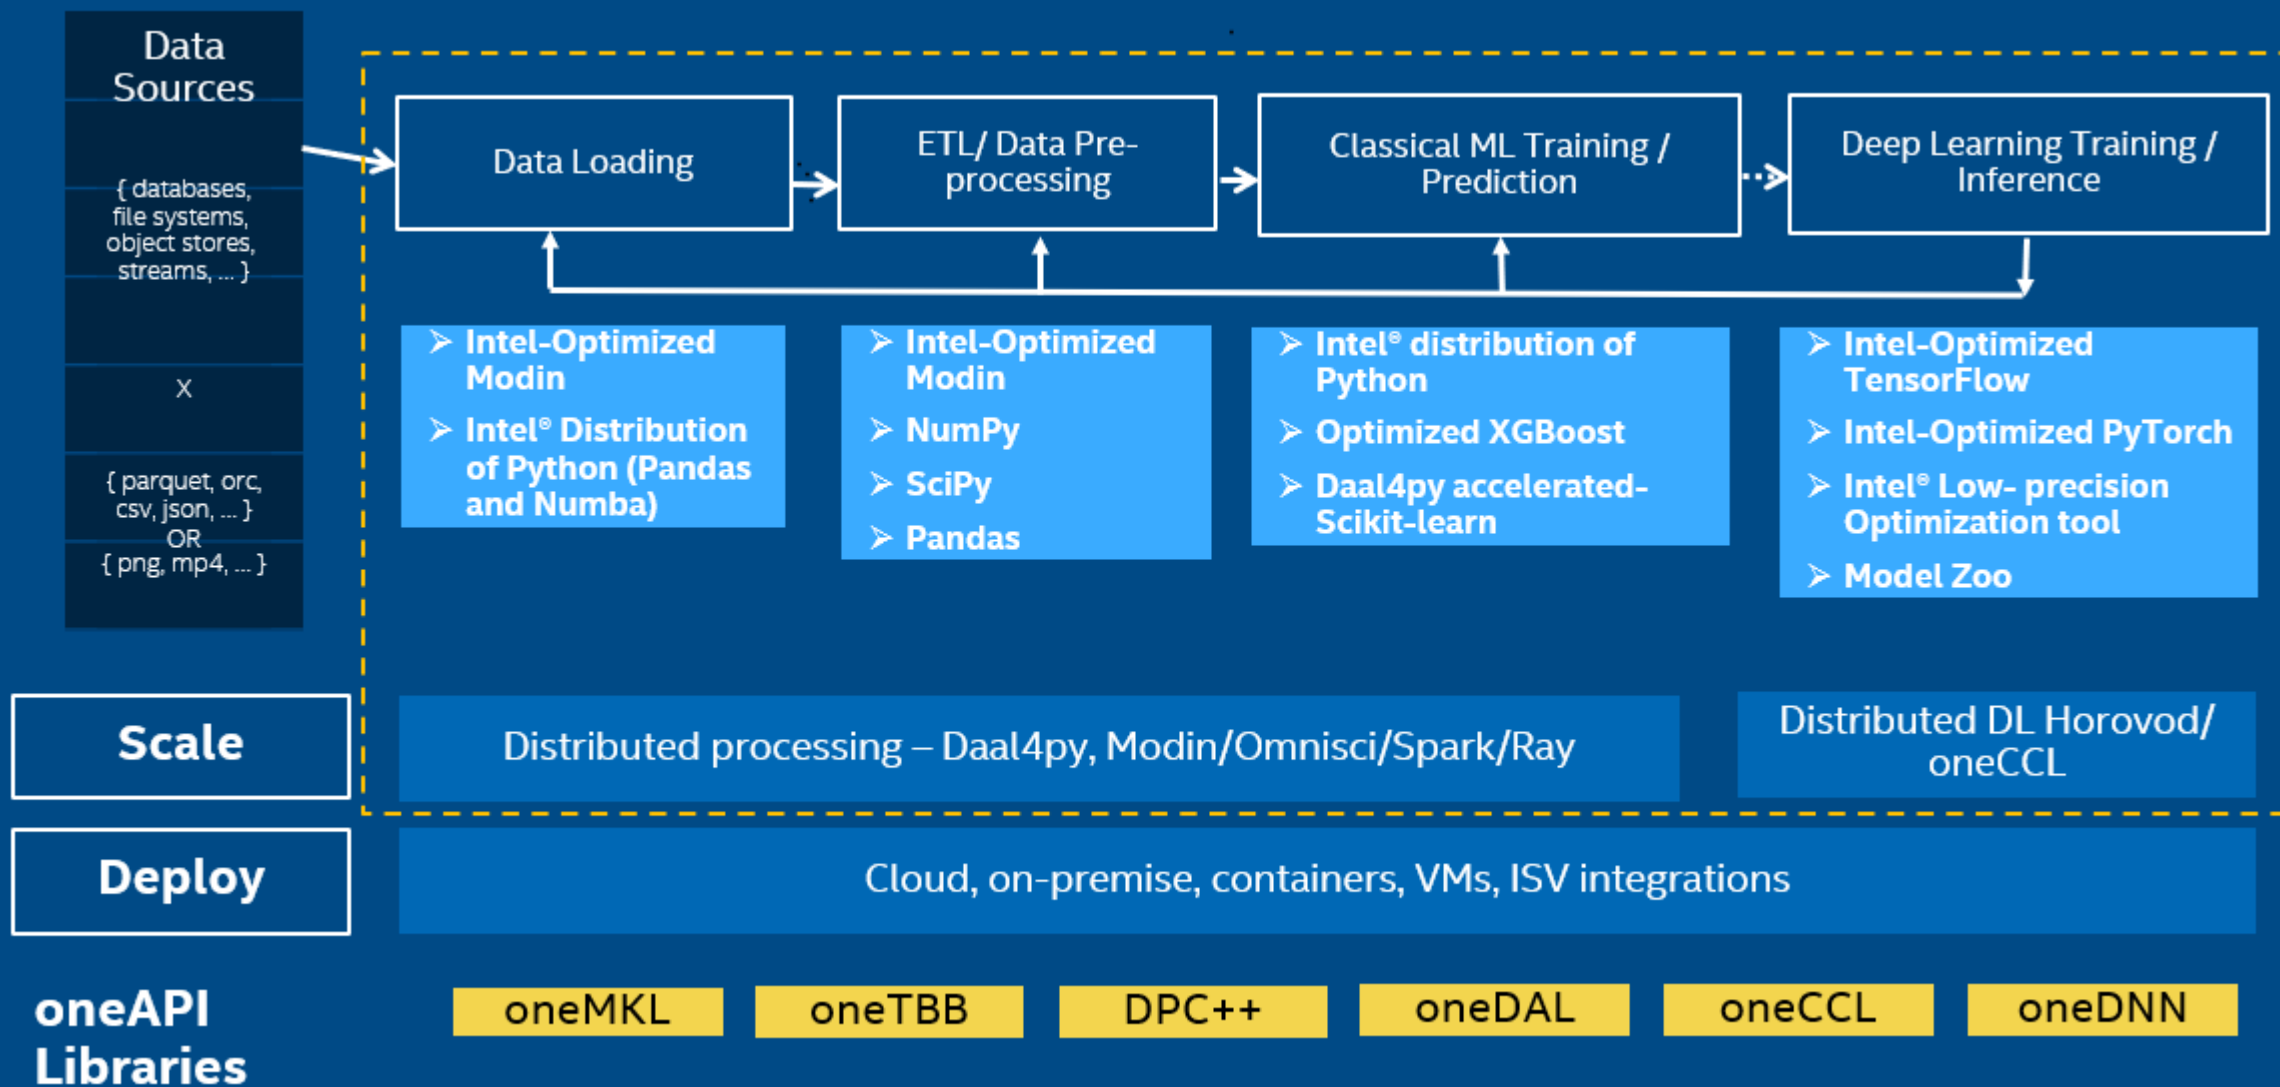 Data
Sources
{ databases,
file systems,
object stores,
streams, ... }
X
{ parquet, orc,
csv, json, ... }
OR
{ png, mp4, ... }
Data Loading
ETL/ Data Pre-
processing
Classical ML Training /
Prediction
Deep Learning Training /
Inference
➢ Intel-Optimized
Modin
➢ Intel® Distribution
of Python (Pandas
and Numba)
➢ Intel-Optimized
Modin
➢ NumPy
➢ SciPy
➢ Pandas
➢ Intel® distribution of
Python
➢ Optimized XGBoost
➢ Daal4py accelerated-
Scikit-learn
➢ Intel-Optimized
TensorFlow
➢ Intel-Optimized PyTorch
➢ Intel® Low- precision
Optimization tool
➢ Model Zoo
Scale
Distributed processing – Daal4py, Modin/Omnisci/Spark/Ray
Distributed DL Horovod/
oneCCL
Deploy
Cloud, on-premise, containers, VMs, ISV integrations
oneAPI
Libraries
oneMKL
oneTBB
DPC++
oneDAL
oneCCL
oneDNN